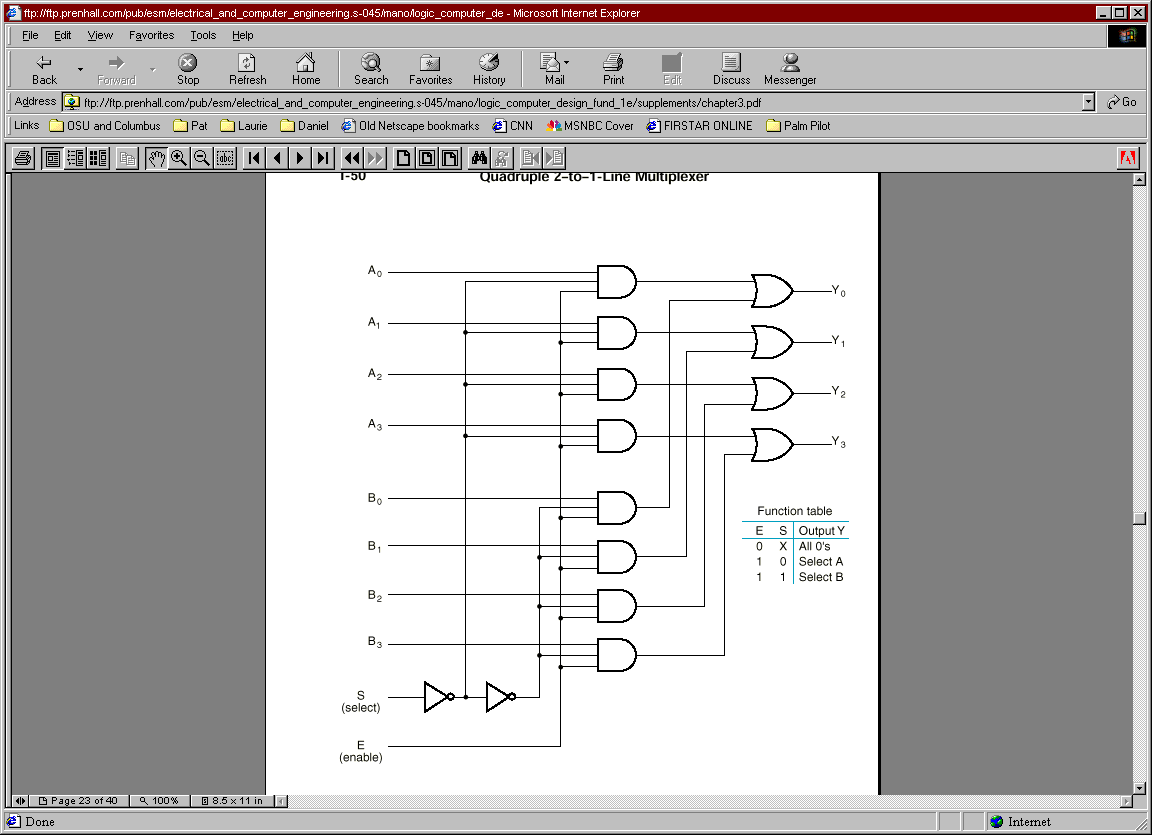 ftp://ftp.prenhall.com/pub/esm/electrical_and_computer_engineering.s-045/mano/logic_computer_de - Microsoft Internet Explorer
File Edit View Favorites Tools Help
Back Forward Stop Refresh Home Search Favorites History Mail Print Edit Discuss Messenger
Address ftp://ftp.prenhall.com/pub/esm/electrical_and_computer_engineering.s-045/mano/logic_computer_design_fund_1e/supplements/chapter3.pdf Go
Links OSU and Columbus Pat Laurie Daniel Old Netscape bookmarks CNN MSNBC Cover FIRSTAR ONLINE Palm Pilot
abc
T-50 Quadruple 2–to–1-Line Multiplexer
A0
Y0
A1
Y1
A2
Y2
A3
Y3
B0
Function table
E S Output Y
0 X All 0's
1 0 Select A
1 1 Select B
B1
B2
B3
S
(select)
E
(enable)
Page 23 of 40 100% 8.5 x 11 in
Done Internet